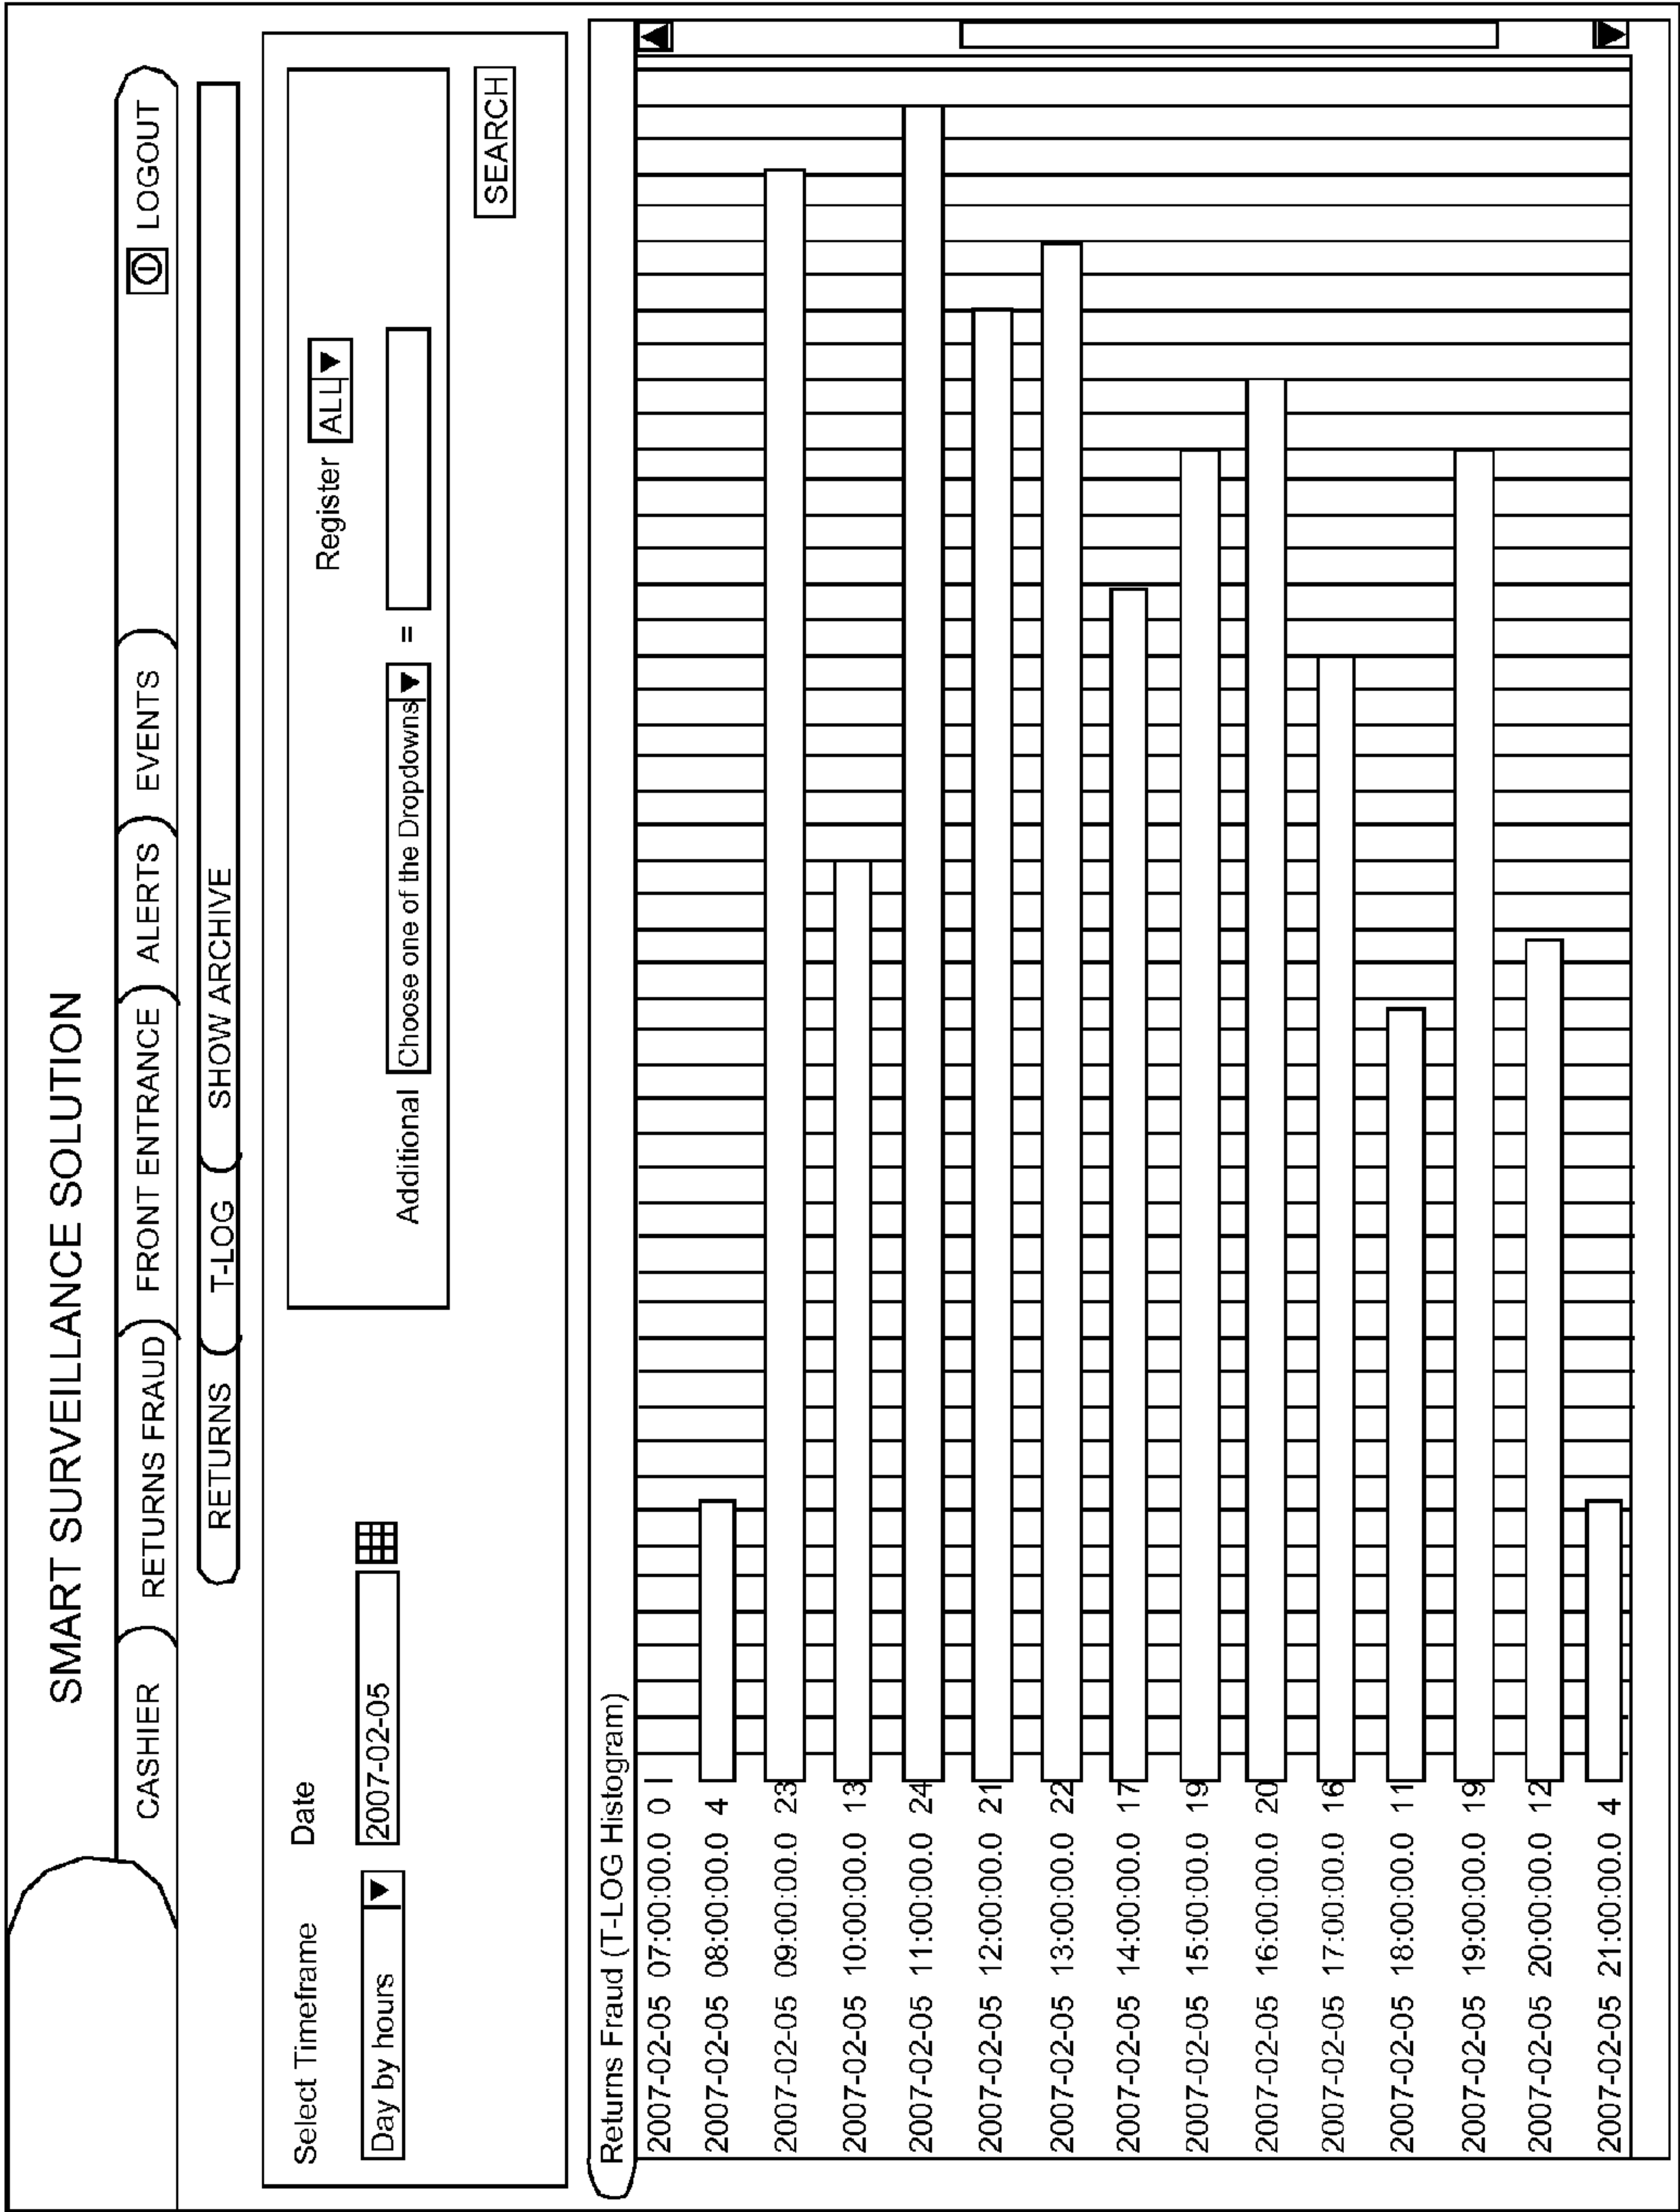 SMART SURVEILLANCE SOLUTION
CASHIER RETURNS FRAUD FRONT ENTRANCE ALERTS EVENTS LOGOUT
RETURNS T-LOG SHOW ARCHIVE
Select Timeframe Date Register ALL
Day by hours 2007-02-05 Additional Choose one of the Dropdowns =
SEARCH
Returns Fraud (T-LOG Histogram)
2007-02-05 07:00:00.0 0
2007-02-05 08:00:00.0 4
2007-02-05 09:00:00.0 23
2007-02-05 10:00:00.0 13
2007-02-05 11:00:00.0 24
2007-02-05 12:00:00.0 21
2007-02-05 13:00:00.0 22
2007-02-05 14:00:00.0 17
2007-02-05 15:00:00.0 19
2007-02-05 16:00:00.0 20
2007-02-05 17:00:00.0 16
2007-02-05 18:00:00.0 11
2007-02-05 19:00:00.0 19
2007-02-05 20:00:00.0 12
2007-02-05 21:00:00.0 4